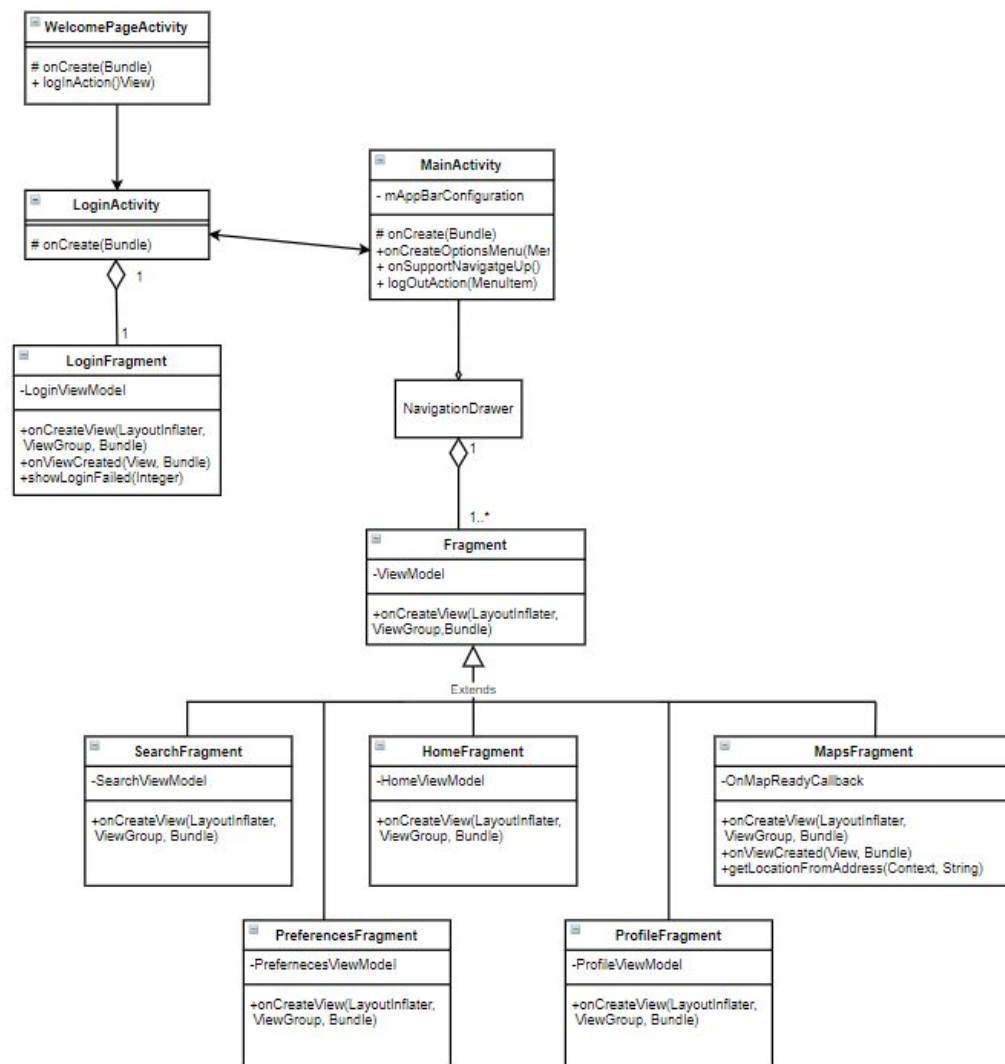 WelcomePageActivity
# onCreate(Bundle)
+ logInAction()View)
MainActivity
- mAppBarConfiguration
# onCreate(Bundle)
+onCreateOptionsMenu(Mer
+ onSupportNavigatgeUp()
+ logOutAction(MenuItem)
LoginActivity
# onCreate(Bundle)
1
1
LoginFragment
-LoginViewModel
+onCreateView(LayoutInflater,
ViewGroup, Bundle)
+onViewCreated(View, Bundle)
+showLoginFailed(Integer)
NavigationDrawer
1
1..*
Fragment
-ViewModel
+onCreateView(LayoutInflater,
ViewGroup,Bundle)
Extends
SearchFragment
-SearchViewModel
+onCreateView(LayoutInflater,
ViewGroup, Bundle)
HomeFragment
-HomeViewModel
+onCreateView(LayoutInflater,
ViewGroup, Bundle)
MapsFragment
-OnMapReadyCallback
+onCreateView(LayoutInflater,
ViewGroup, Bundle)
+onViewCreated(View, Bundle)
+getLocationFromAddress(Context, String)
PreferencesFragment
-PrefernecesViewModel
+onCreateView(LayoutInflater,
ViewGroup, Bundle)
ProfileFragment
-ProfileViewModel
+onCreateView(LayoutInflater,
ViewGroup, Bundle)